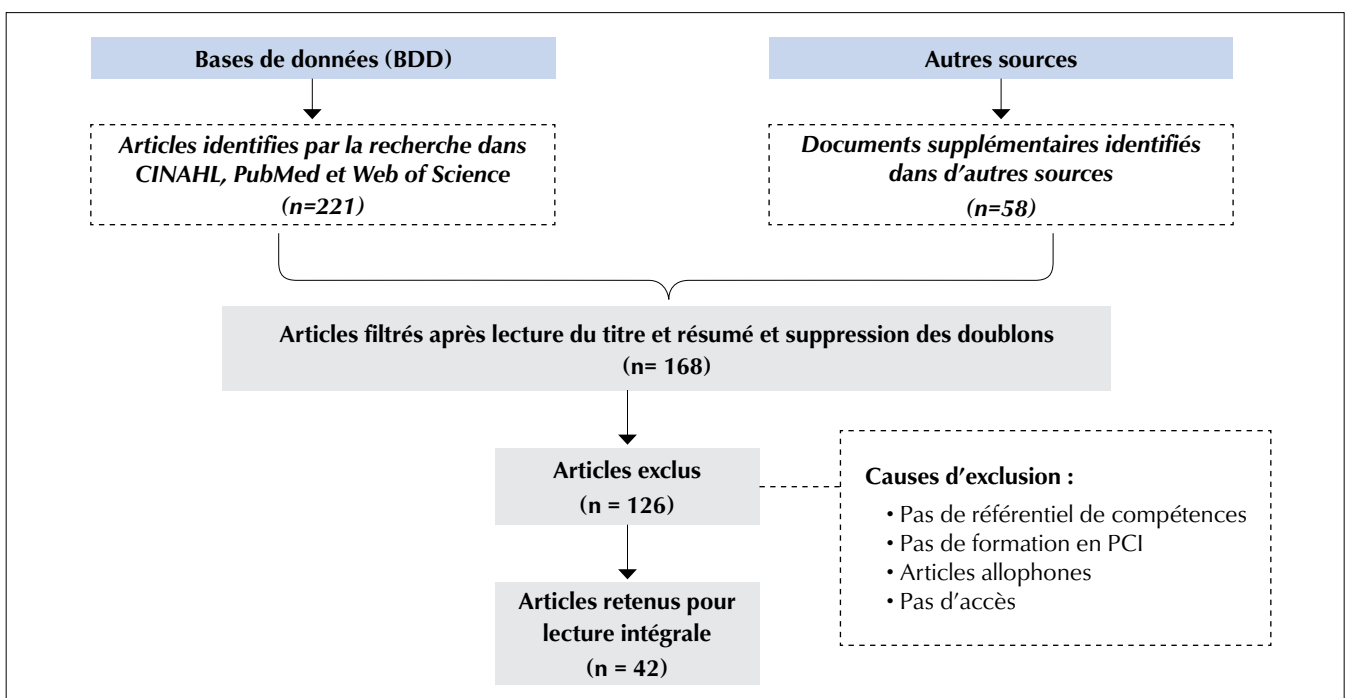 Bases de données (BDD)
Autres sources
Articles identifies par la recherche dans
CINAHL, PubMed et Web of Science
(n=221)
Documents supplémentaires identifiés
dans d’autres sources
(n=58)
Articles filtrés après lecture du titre et résumé et suppression des doublons
(n= 168)
Articles exclus
(n = 126)
Causes d’exclusion :
• Pas de référentiel de compétences
• Pas de formation en PCI
• Articles allophones
• Pas d’accès
Articles retenus pour
lecture intégrale
(n = 42)